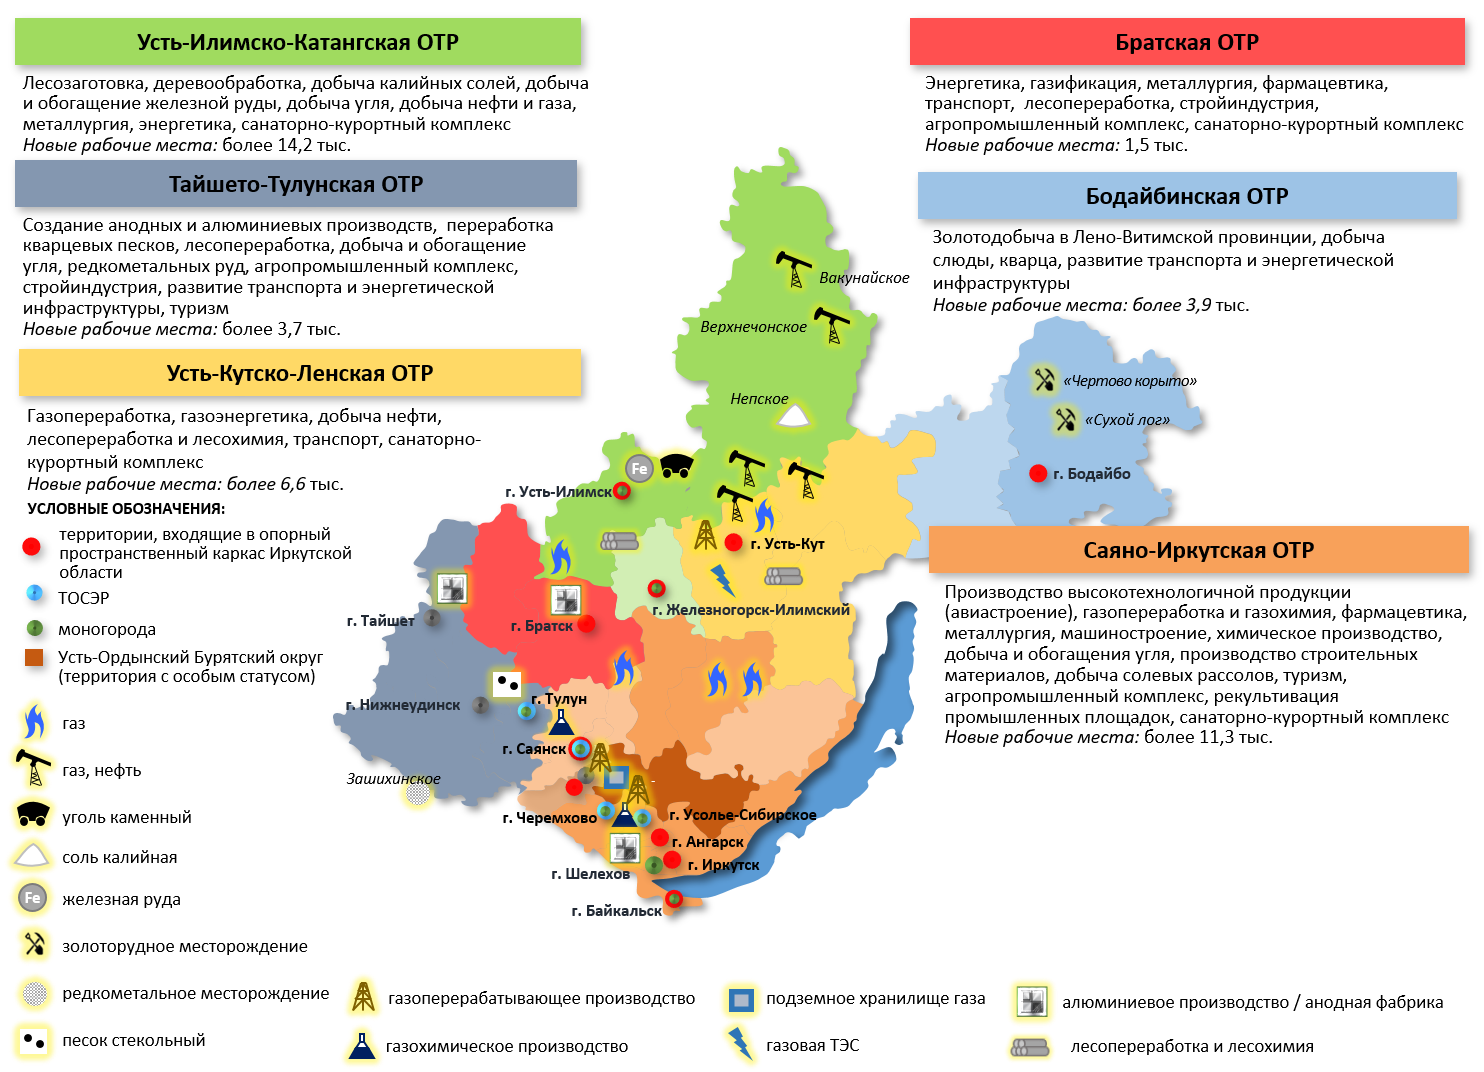 Усть-Илимско-Катангская ОТР
Лесозаготовка, деревообработка, добыча калийных солей, добыча
и обогащение железной руды, добыча угля, добыча нефти и газа,
металлургия, энергетика, санаторно-курортный комплекс
Новые рабочие места: более 14,2 тыс.
Тайшето-Тулунская ОТР
Создание анодных и алюминиевых производств, переработка
кварцевых песков, лесопереработка, добыча и обогащение
угля, редкометальных руд, агропромышленный комплекс,
стройиндустрия, развитие транспорта и энергетической
инфраструктуры, туризм
Новые рабочие места: более 3,7 тыс.
Усть-Кутско-Ленская ОТР
Газопереработка, газоэнергетика, добыча нефти,
лесопереработка и лесохимия, транспорт, санаторно-
курортный комплекс
Новые рабочие места: более 6,6 тыс.
Братская ОТР
Энергетика, газификация, металлургия, фармацевтика,
транспорт, лесопереработка, стройиндустрия,
агропромышленный комплекс, санаторно-курортный комплекс
Новые рабочие места: 1,5 тыс.
Бодайбинская ОТР
Золотодобыча в Лено-Витимской провинции, добыча
слюды, кварца, развитие транспорта и энергетической
инфраструктуры
Новые рабочие места: более 3,9 тыс.
Саяно-Иркутская ОТР
Производство высокотехнологичной продукции
(авиастроение), газопереработка и газохимия, фармацевтика,
металлургия, машиностроение, химическое производство,
добыча и обогащения угля, производство строительных
материалов, добыча солевых рассолов, туризм,
агропромышленный комплекс, рекультивация
промышленных площадок, санаторно-курортный комплекс
Новые рабочие места: более 11,3 тыс.
Вакунайское
Верхнечонское
Непское
«Чертово корыто»
«Сухой лог»
г. Бодайбо
Fe
г. Усть-Илимск
г. Усть-Кут
г. Железногорск-Илимский
г. Тайшет
г. Братск
г. Нижнеудинск
г. Тулун
г. Саянск
Зашихинское
г. Черемхово
г. Усолье-Сибирское
г. Ангарск
г. Иркутск
г. Шелехов
г. Байкальск
УСЛОВНЫЕ ОБОЗНАЧЕНИЯ:
территории, входящие в опорный
пространственный каркас Иркутской
области
ТОСЭР
моногорода
Усть-Ордынский Бурятский округ
(территория с особым статусом)
газ
газ, нефть
уголь каменный
соль калийная
Fe
железная руда
золоторудное месторождение
редкометальное месторождение
песок стекольный
газоперерабатывающее производство
газохимическое производство
подземное хранилище газа
газовая ТЭС
алюминиевое производство / анодная фабрика
лесопереработка и лесохимия